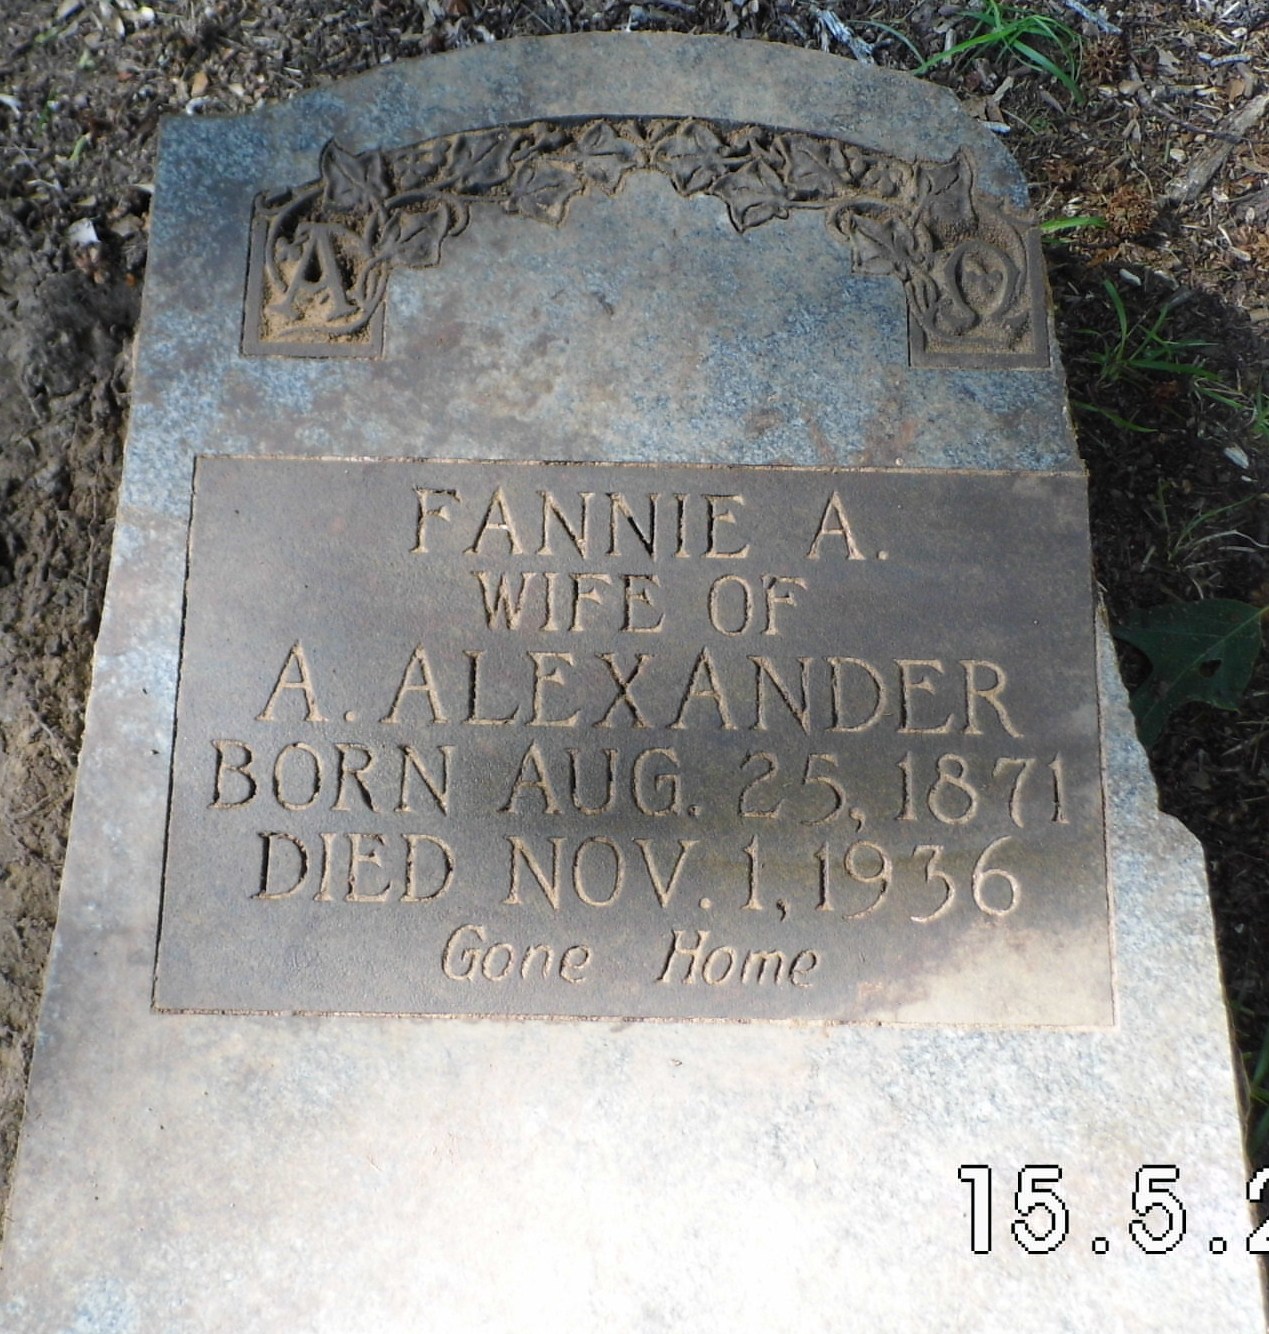 A
FANNIE A.
WIFE OF
A. ALEXANDER
BORN AUG. 25, 1871
DIED NOV. 1, 1936
Gone Home
15.5.2